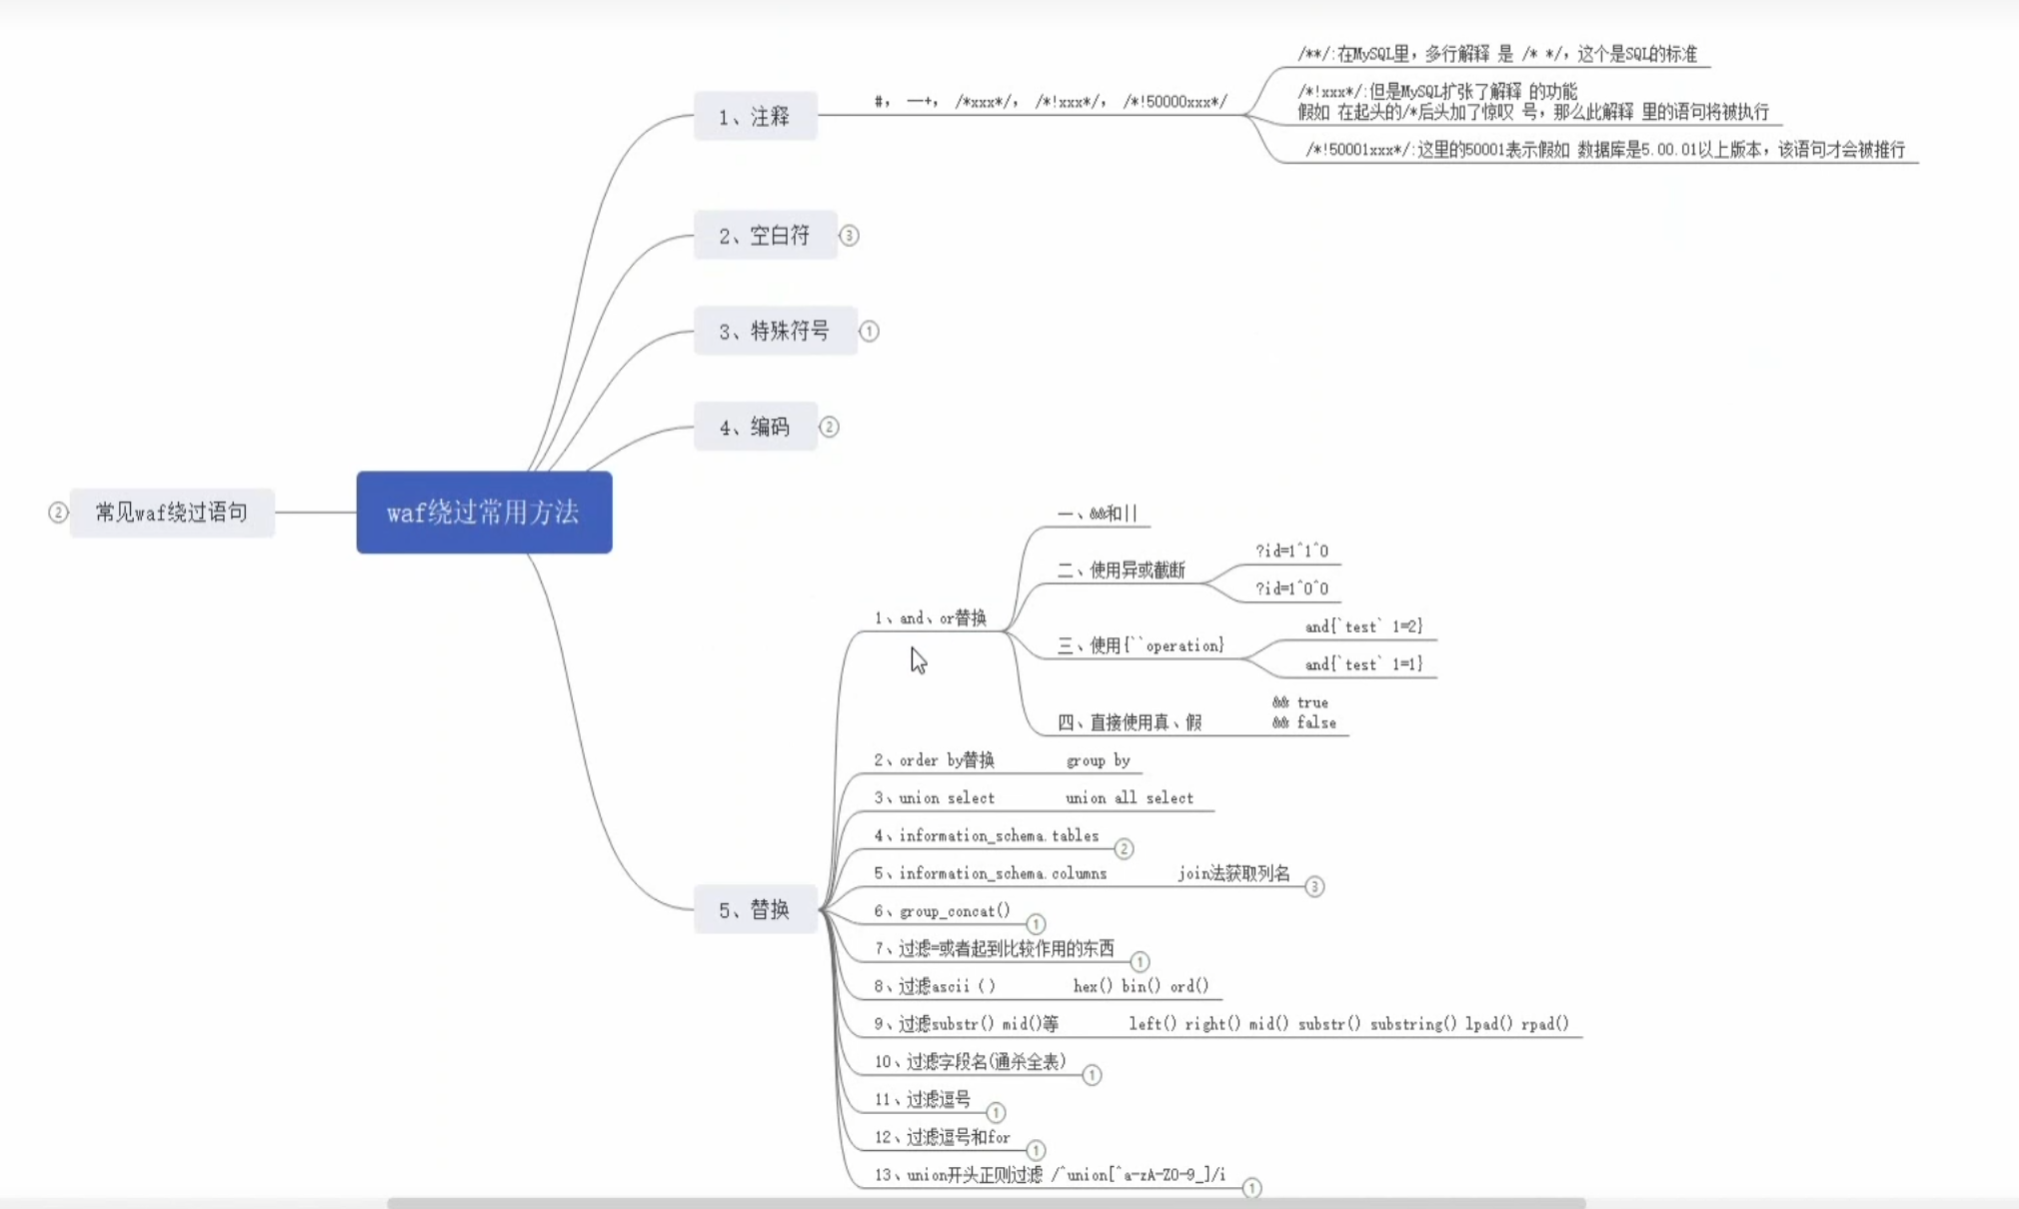 /**/:在MySQL里，多行解释 是 /* */，这个是SQL的标准
1、注释
#， —+， /*xxx*/， /*!xxx*/， /*!50000xxx*/
/*!xxx*/:但是MySQL扩张了解释 的功能
假如 在起头的/*后头加了惊叹 号，那么此解释 里的语句将被执行
/*!50001xxx*/:这里的50001表示假如 数据库是5.00.01以上版本，该语句才会被推行
2、空白符 3
3、特殊符号 1
4、编码 2
2 常见waf绕过语句
waf绕过常用方法
5、替换
1、and、or替换
一、&&和||
二、使用异或截断
?id=1^1^0
?id=1^0^0
三、使用{``operation}
and{`test` 1=2}
and{`test` 1=1}
四、直接使用真、假
&& true
&& false
2、order by替换 group by
3、union select union all select
4、information_schema.tables 2
5、information_schema.columns join法获取列名 3
6、group_concat() 1
7、过滤=或者起到比较作用的东西 1
8、过滤ascii（） hex() bin() ord()
9、过滤substr() mid()等 left() right() mid() substr() substring() lpad() rpad()
10、过滤字段名(通杀全表) 1
11、过滤逗号 1
12、过滤逗号和for 1
13、union开头正则过滤 /^union[^a-zA-Z0-9_]/i 1